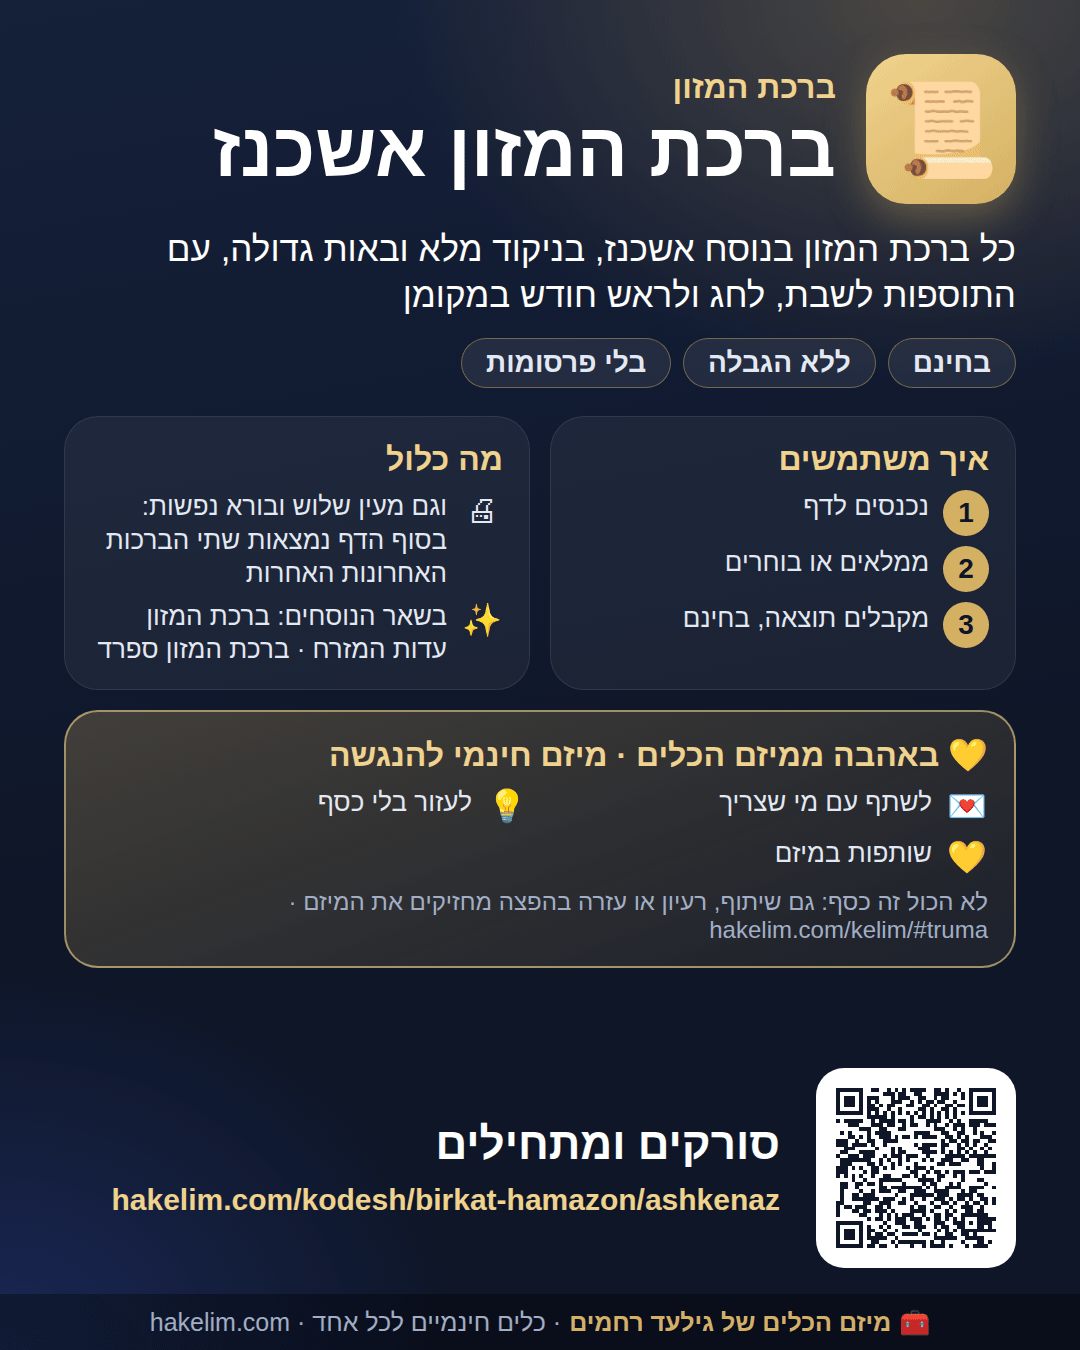 ברכת המזון
ברכת המזון אשכנז
כל ברכת המזון בנוסח אשכנז, בניקוד מלא ובאות גדולה, עם
התוספות לשבת, לחג ולראש חודש במקומן
בחינם
ללא הגבלה
בלי פרסומות
איך משתמשים
1 נכנסים לדף
2 ממלאים או בוחרים
3 מקבלים תוצאה, בחינם
מה כלול
וגם מעין שלוש ובורא נפשות:
בסוף הדף נמצאות שתי הברכות
האחרונות האחרות
בשאר הנוסחים: ברכת המזון
עדות המזרח · ברכת המזון ספרד
באהבה ממיזם הכלים · מיזם חינמי להנגשה
לשתף עם מי שצריך
לעזור בלי כסף
שותפות במיזם
לא הכול זה כסף: גם שיתוף, רעיון או עזרה בהפצה מחזיקים את המיזם ·
hakelim.com/kelim/#truma
סורקים ומתחילים
hakelim.com/kodesh/birkat-hamazon/ashkenaz
מיזם הכלים של גילעד רחמים · כלים חינמיים לכל אחד · hakelim.com